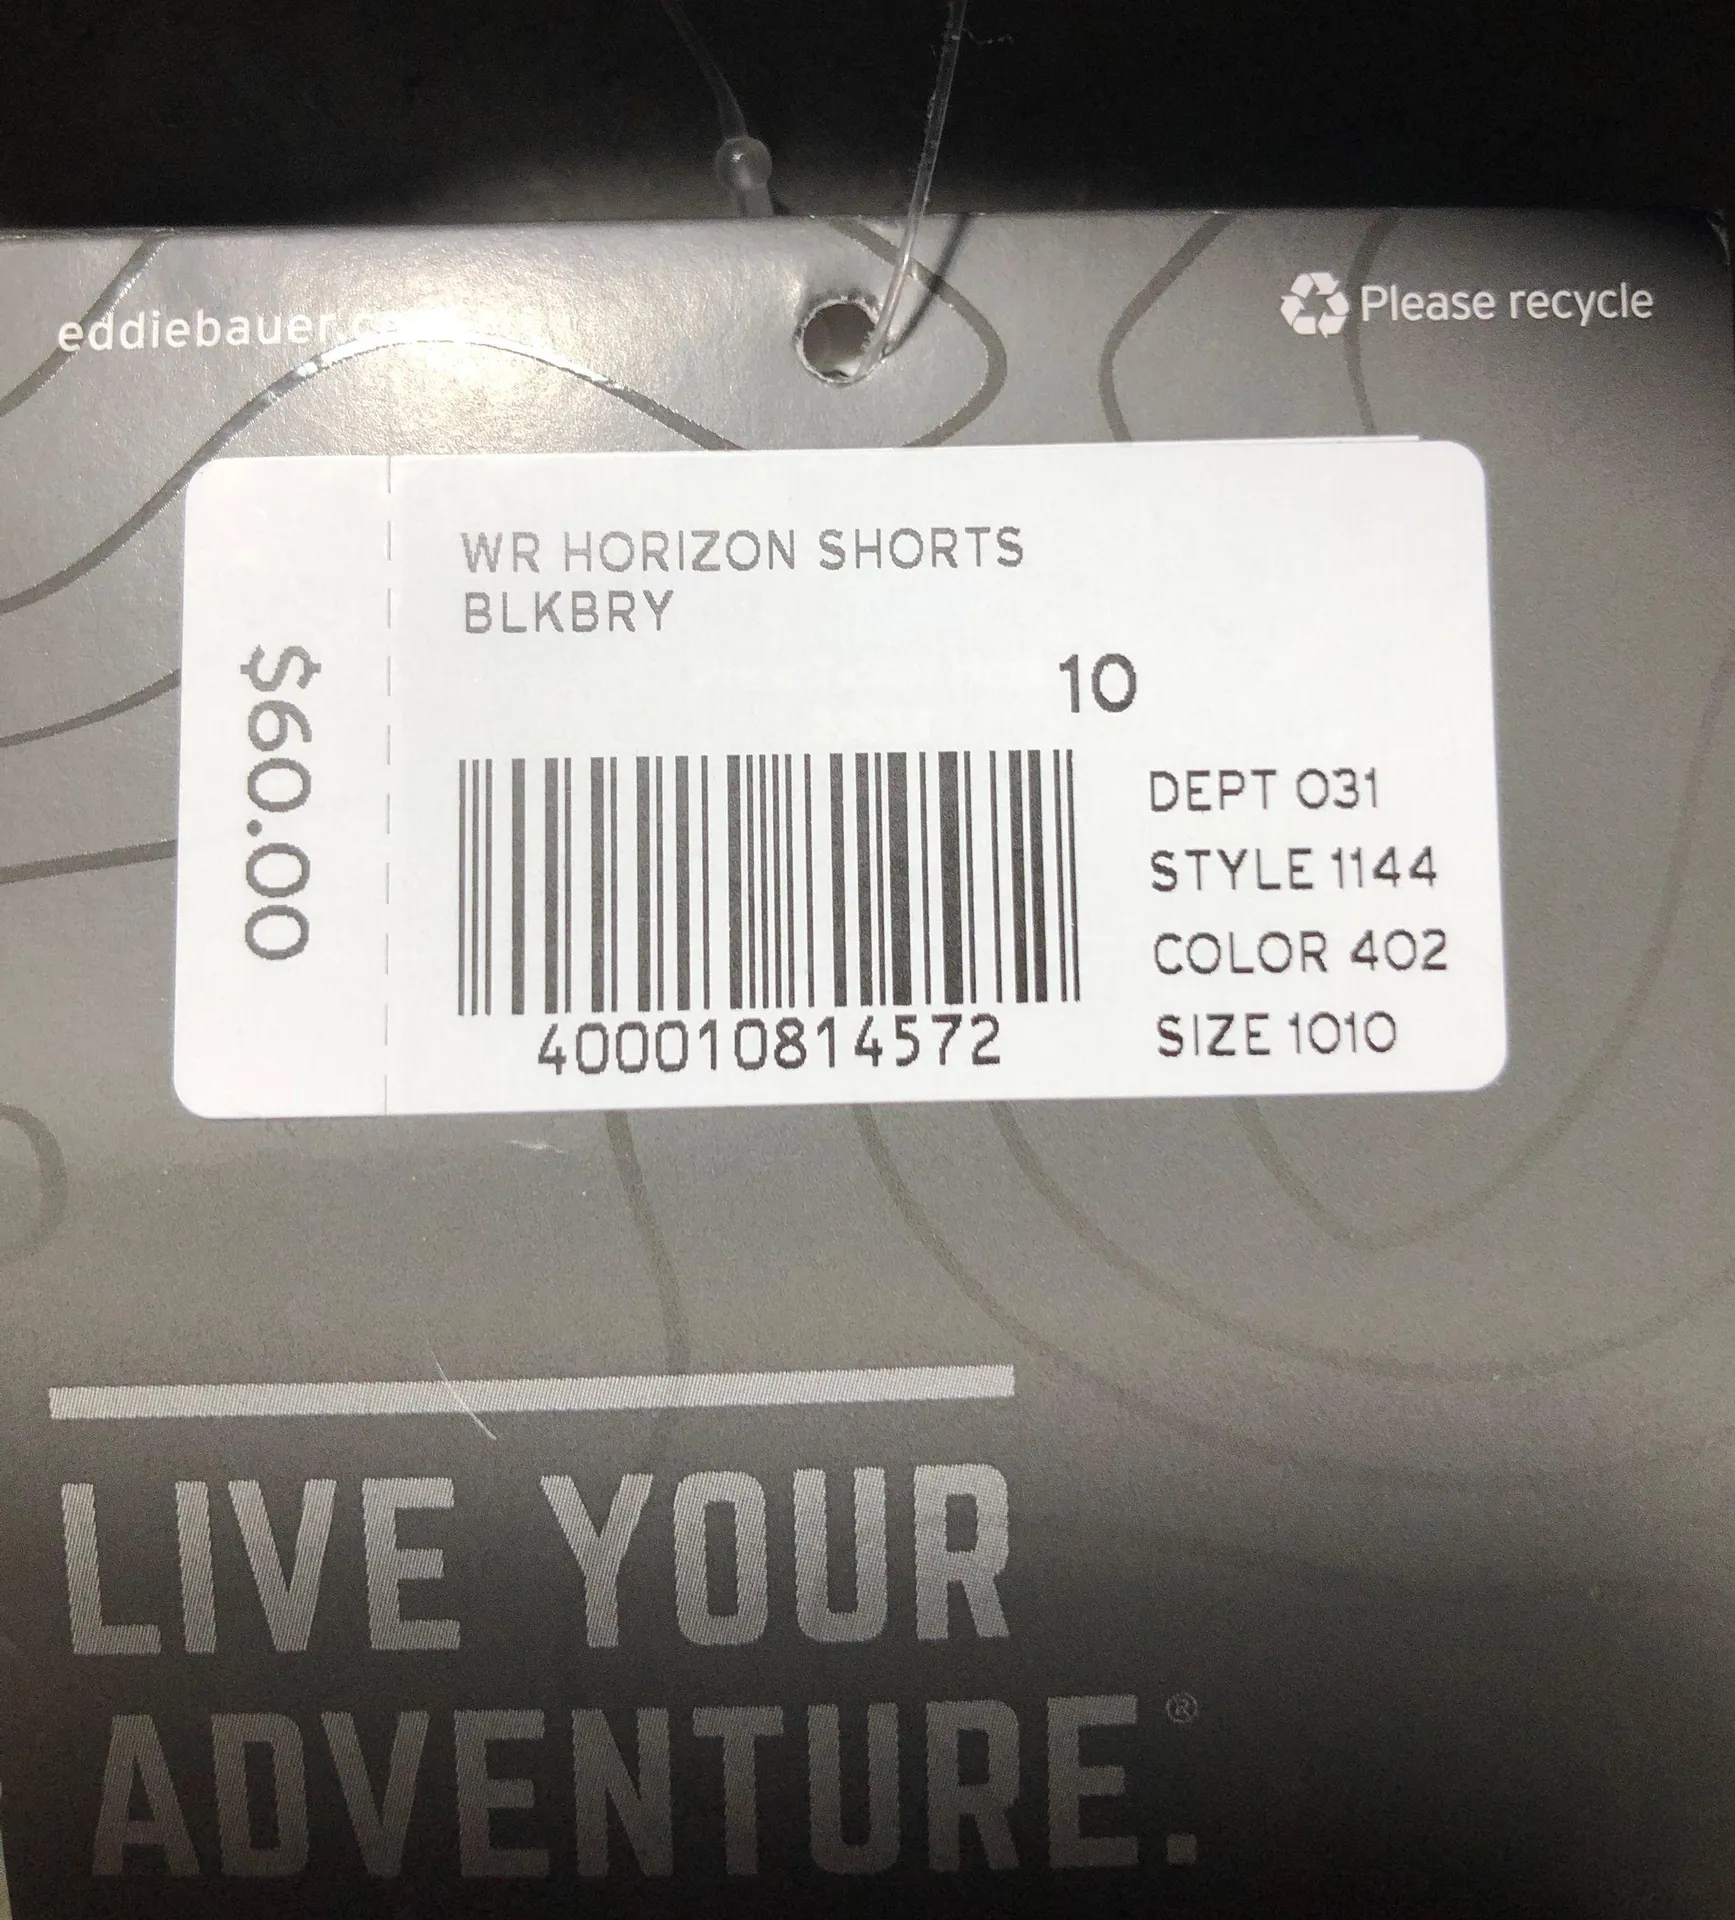 eddiebauer.com
Please recycle
WR HORIZON SHORTS
BLKBRY
10
$60.00
DEPT 031
STYLE 1144
COLOR 402
SIZE 1010
400010814572
LIVE YOUR
ADVENTURE.®